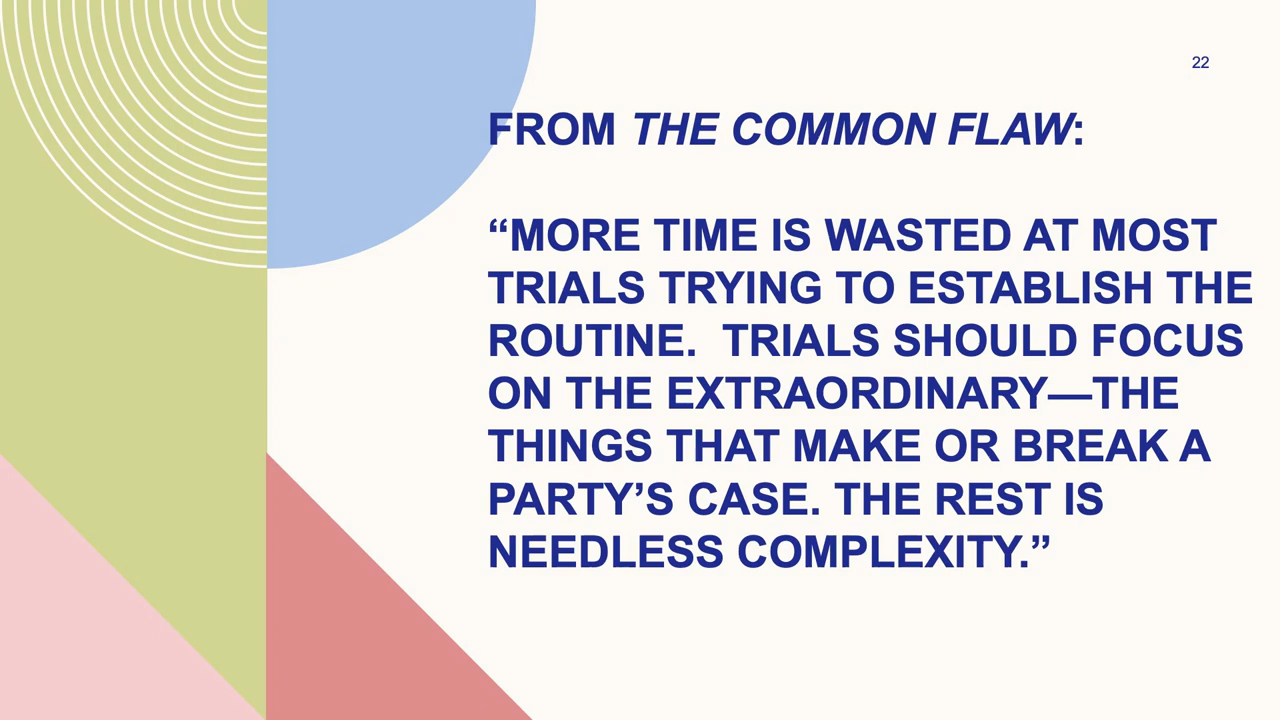 22
FROM THE COMMON FLAW:
“MORE TIME IS WASTED AT MOST
TRIALS TRYING TO ESTABLISH THE
ROUTINE.  TRIALS SHOULD FOCUS
ON THE EXTRAORDINARY—THE
THINGS THAT MAKE OR BREAK A
PARTY’S CASE. THE REST IS
NEEDLESS COMPLEXITY.”